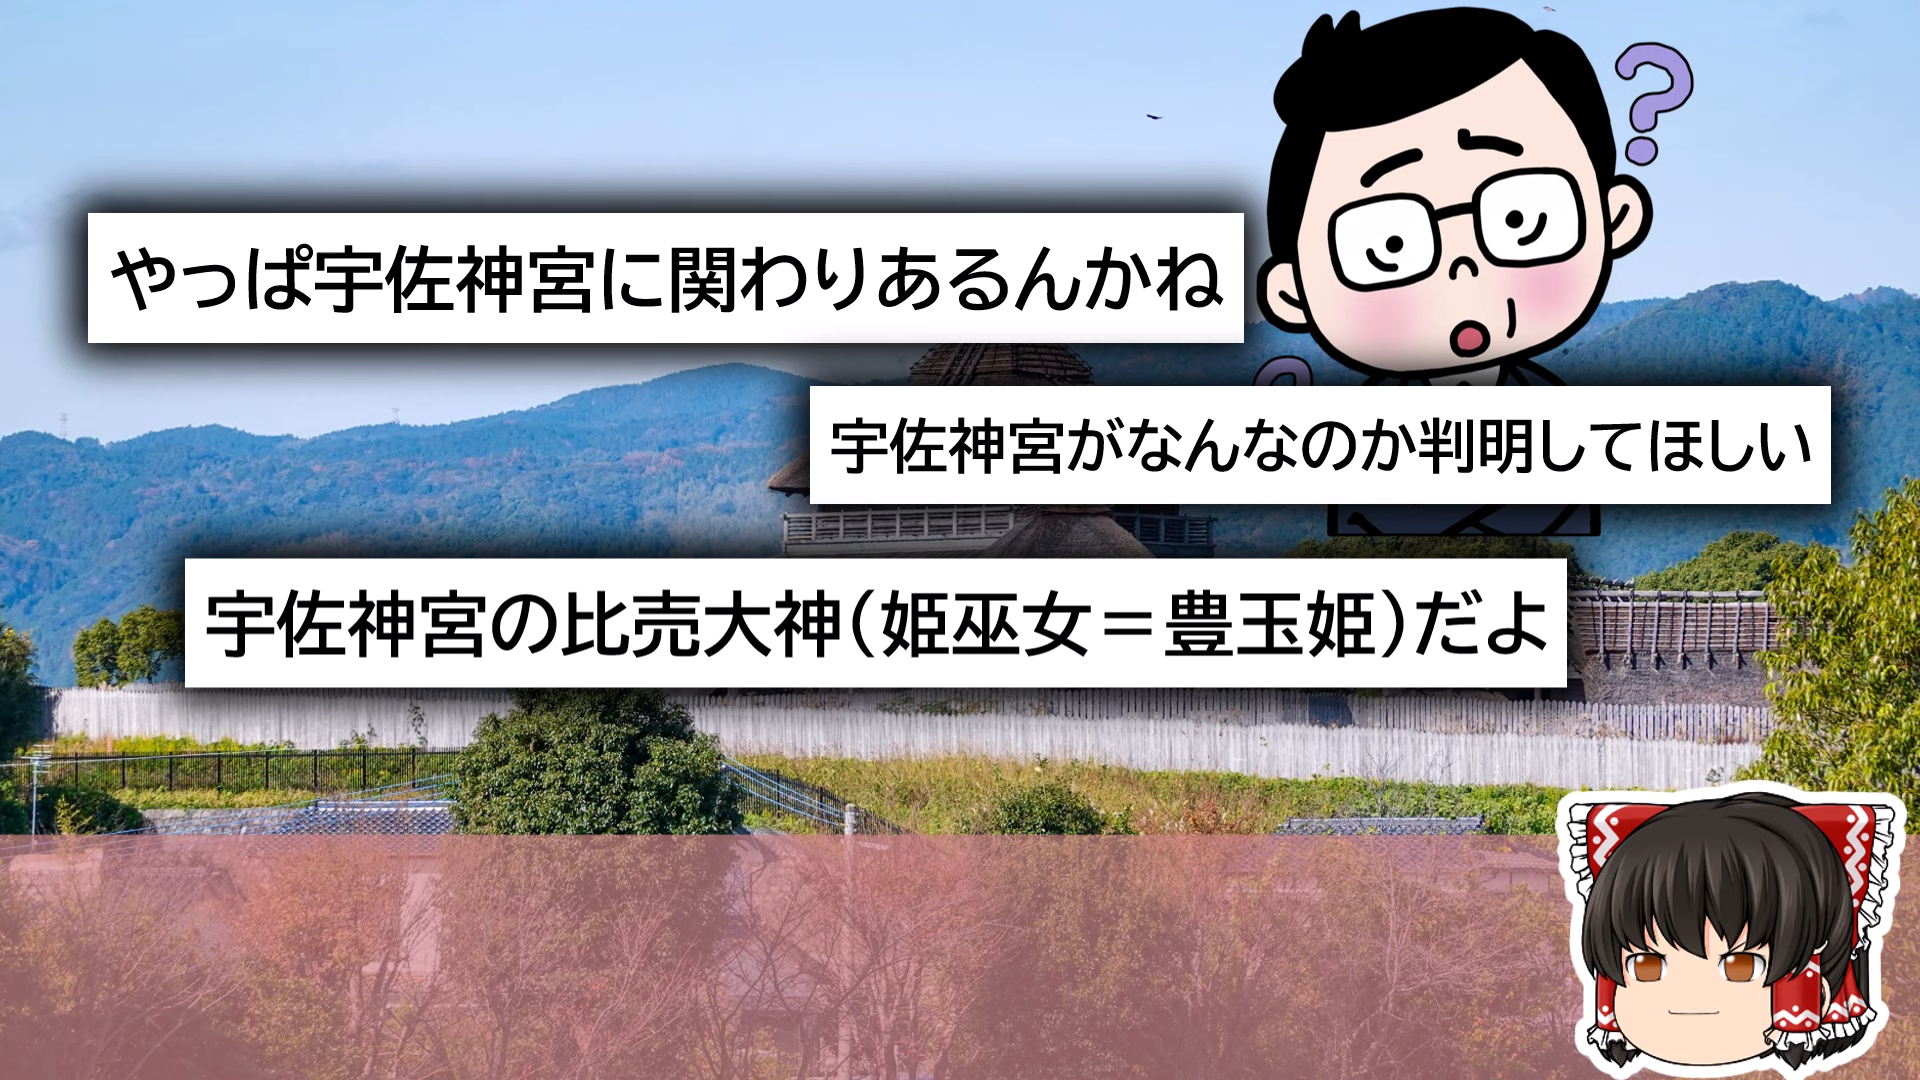 やっぱ宇佐神宮に関わりあるんかね
宇佐神宮がなんなのか判明してほしい
宇佐神宮の比売大神（姫巫女＝豊玉姫）だよ